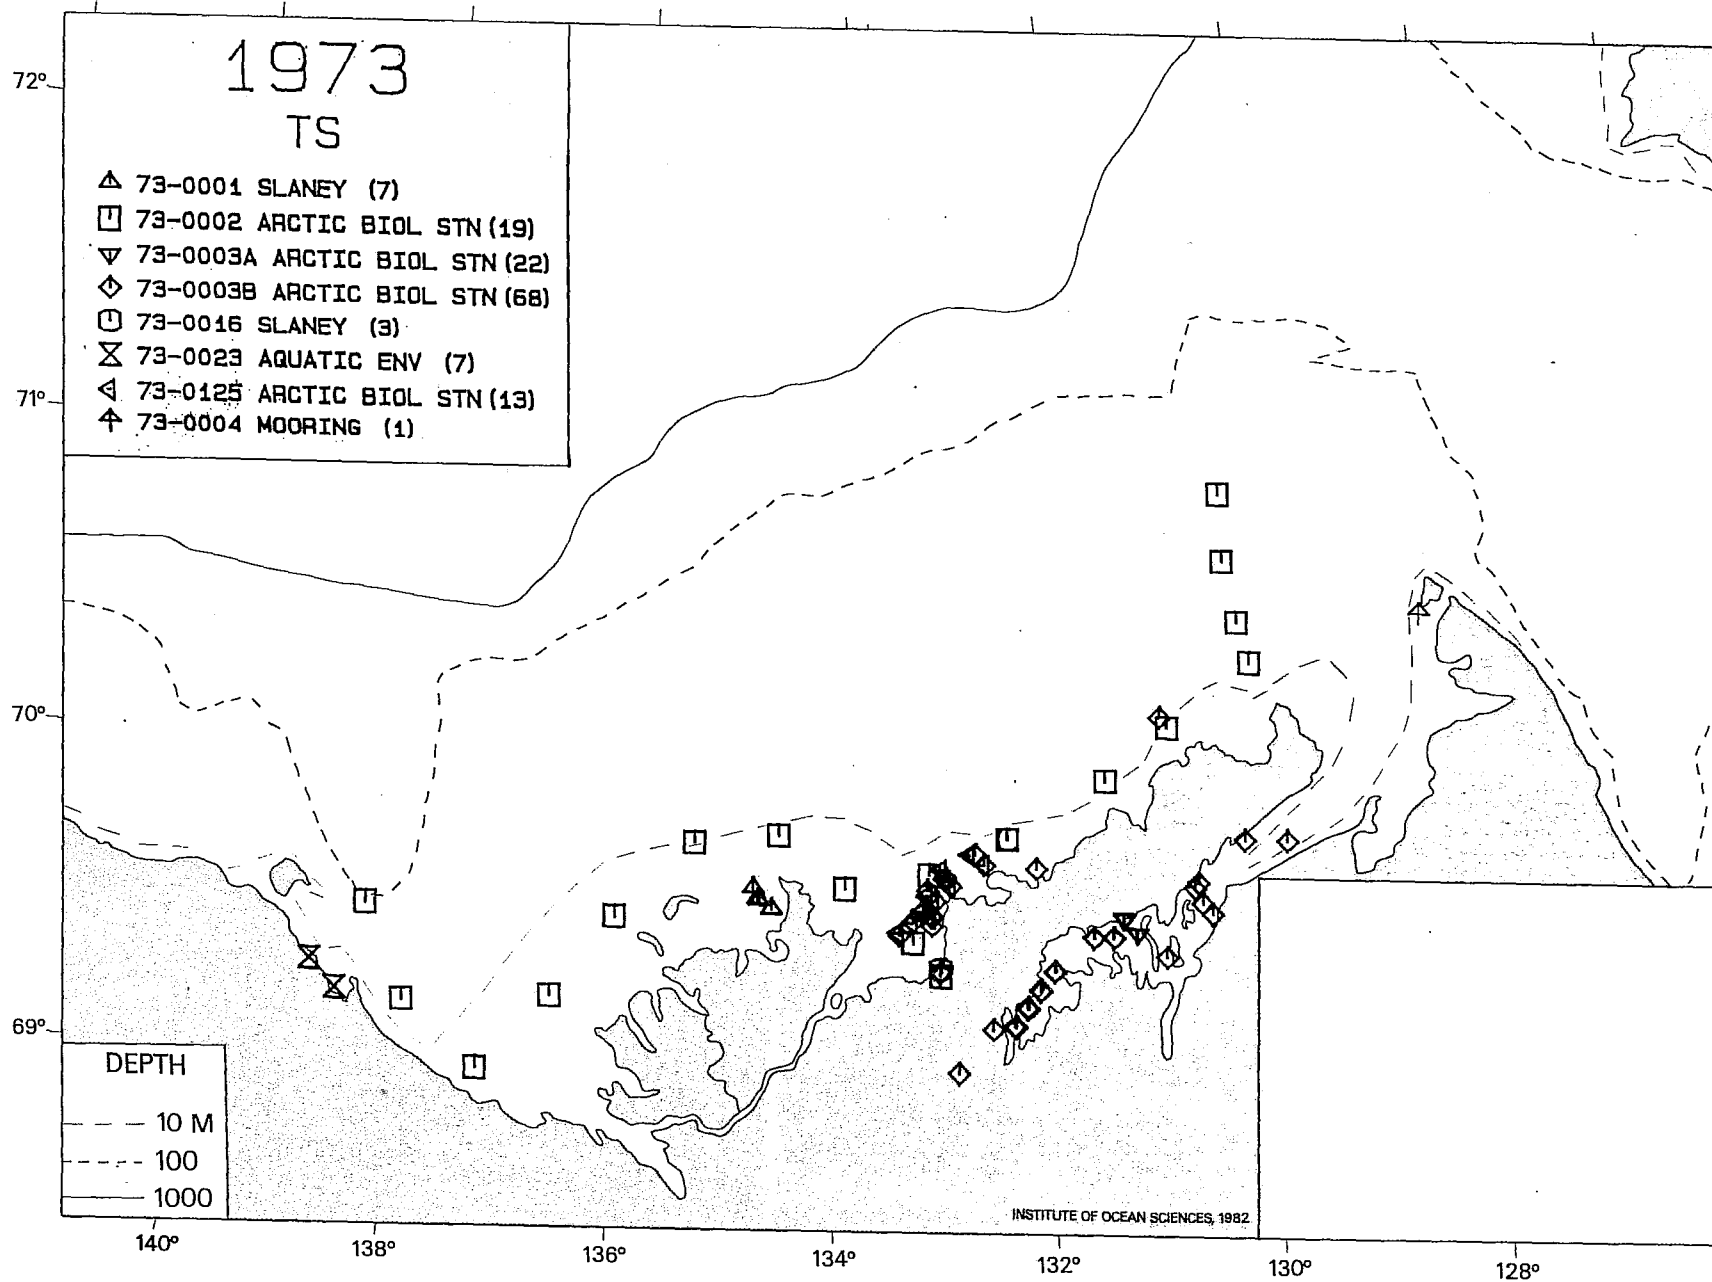 1973
TS
73-0001 SLANEY (7)
73-0002 ARCTIC BIOL STN (19)
73-0003A ARCTIC BIOL STN (22)
73-0003B ARCTIC BIOL STN (68)
73-0016 SLANEY (3)
73-0023 AQUATIC ENV (7)
73-0125 ARCTIC BIOL STN (13)
73-0004 MOORING (1)
72°
71°
70°
69°
DEPTH
10 M
100
1000
INSTITUTE OF OCEAN SCIENCES, 1982
140° 138° 136° 134° 132° 130° 128°